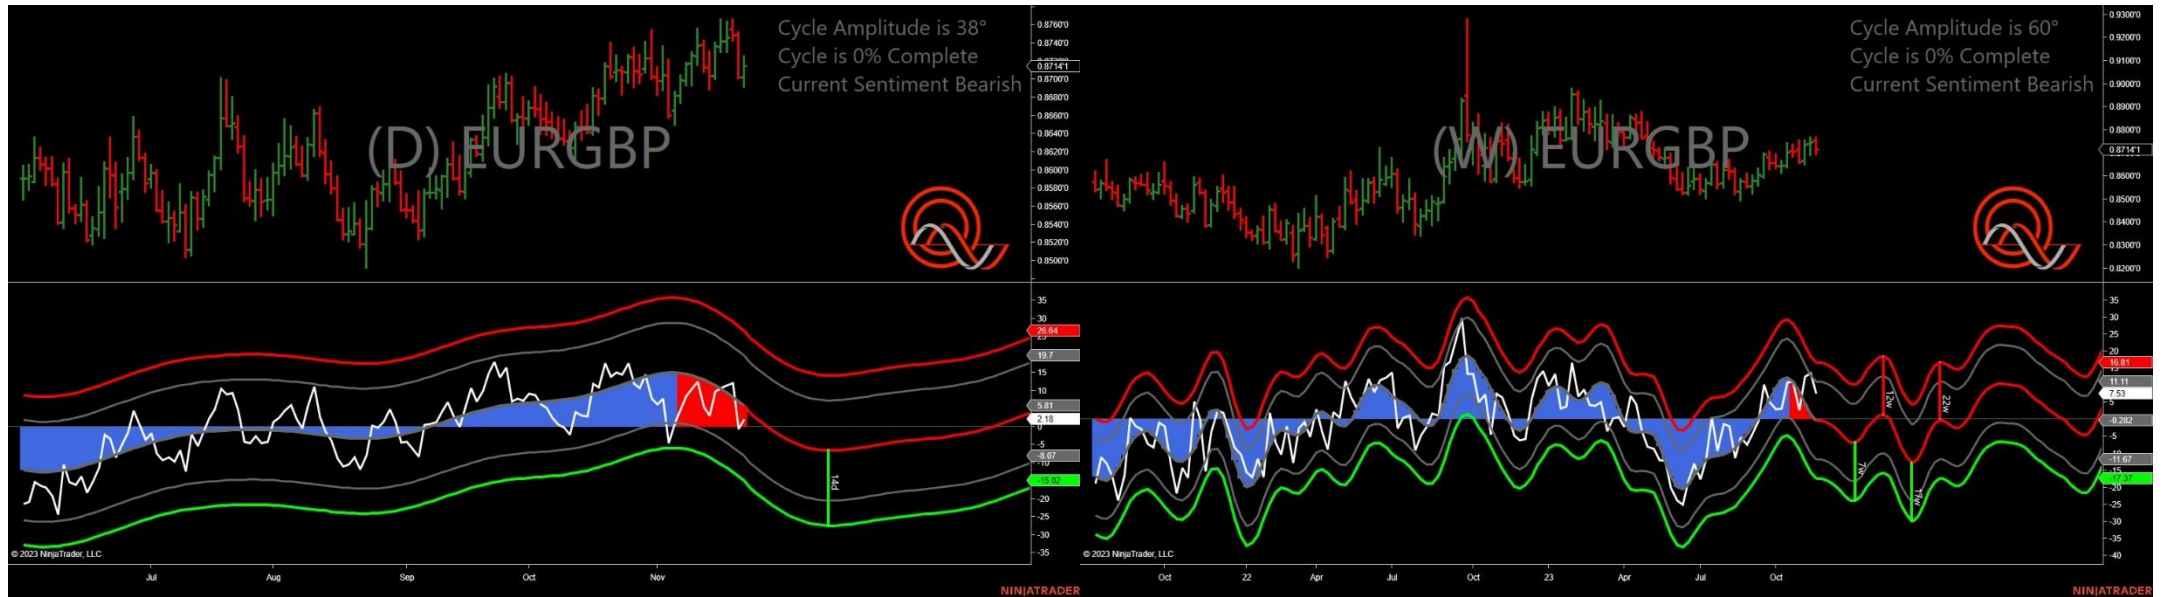 Cycle Amplitude is 38°
Cycle is 0% Complete
Current Sentiment Bearish
(D) EURGBP
0.8760'0
0.8740'0
0.8714'1
0.8700'0
0.8680'0
0.8660'0
0.8640'0
0.8620'0
0.8600'0
0.8580'0
0.8560'0
0.8540'0
0.8520'0
0.8500'0
35
30
26.64
19.7
15
10
5.81
2.18
0
-5
-8.07
-10
-15.02
-20
-25
-30
-35
14d
© 2023 NinjaTrader, LLC
Jul
Aug
Sep
Oct
Nov
NINJATRADER
Cycle Amplitude is 60°
Cycle is 0% Complete
Current Sentiment Bearish
(W) EURGBP
0.9300'0
0.9200'0
0.9100'0
0.9000'0
0.8900'0
0.8800'0
0.8714'1
0.8600'0
0.8500'0
0.8400'0
0.8300'0
0.8200'0
35
30
25
20
16.81
11.11
7.53
5
-0.282
-5
-11.67
-15
-17.37
-20
-25
-30
-35
-40
12w
22w
7w
17w
© 2023 NinjaTrader, LLC
Oct
22
Apr
Jul
Oct
23
Apr
Jul
Oct
NINJATRADER